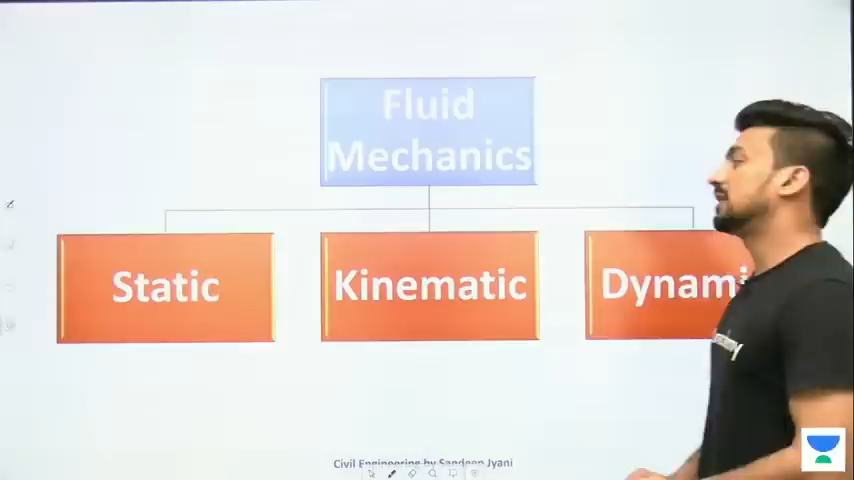 Fluid
Mechanics
Static
Kinematic
Dynami
Civil Engineering by Sandeep Jyani